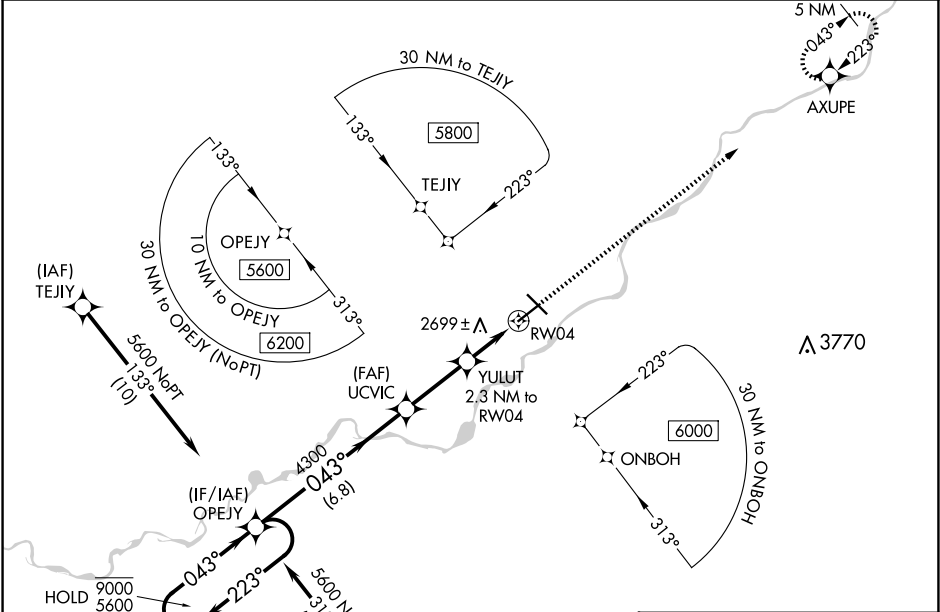 5 NM
043°
223°
AXUPE
30 NM to TEJIY
133°
5800
TEJIY
223°
133°
OPEJY
5600
10 NM to OPEJY
30 NM to OPEJY (NoPT)
6200
313°
(IAF)
TEJIY
5600 NoPT
133°
(10)
2699 ±
RW04
3770
(FAF)
UCVIC
YULUT
2.3 NM to
RW04
223°
30 NM to ONBOH
6000
ONBOH
313°
4300
043°
(6.8)
(IF/IAF)
OPEJY
043°
223°
HOLD 9000
5600
5600 N